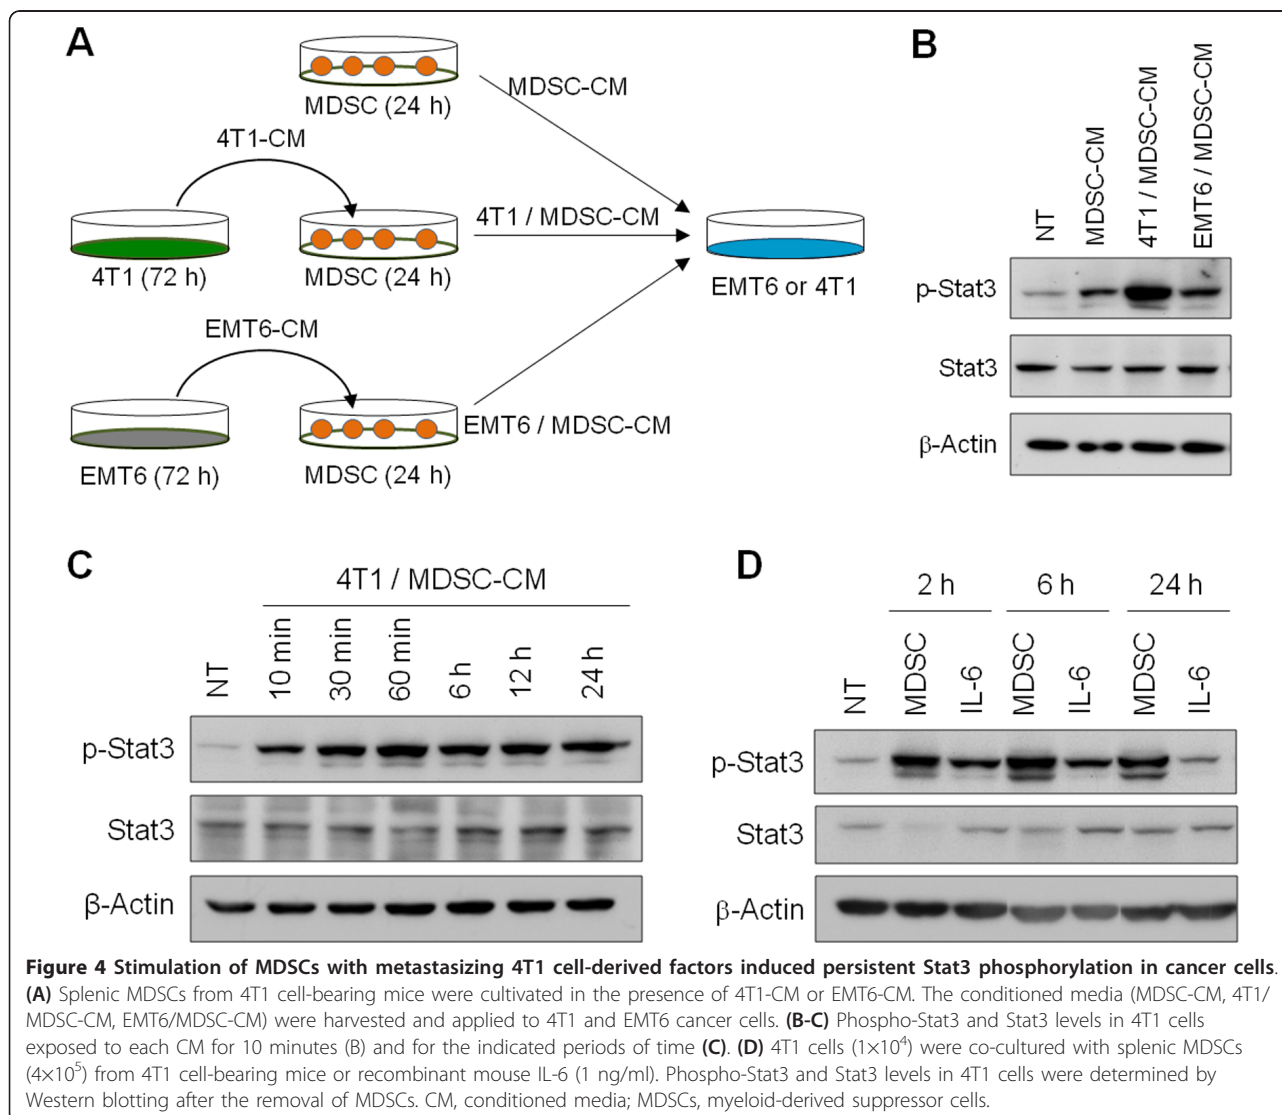 A
MDSC (24 h)
MDSC-CM
4T1-CM
4T1 (72 h)
MDSC (24 h)
4T1 / MDSC-CM
EMT6 or 4T1
EMT6-CM
EMT6 (72 h)
MDSC (24 h)
EMT6 / MDSC-CM
B
NT
MDSC-CM
4T1 / MDSC-CM
EMT6 / MDSC-CM
p-Stat3
Stat3
β-Actin
C
4T1 / MDSC-CM
NT
10 min
30 min
60 min
6 h
12 h
24 h
p-Stat3
Stat3
β-Actin
D
2 h 6 h 24 h
NT
MDSC
IL-6
MDSC
IL-6
MDSC
IL-6
p-Stat3
Stat3
β-Actin
Figure 4 Stimulation of MDSCs with metastasizing 4T1 cell-derived factors induced persistent Stat3 phosphorylation in cancer cells.
(A) Splenic MDSCs from 4T1 cell-bearing mice were cultivated in the presence of 4T1-CM or EMT6-CM. The conditioned media (MDSC-CM, 4T1/
MDSC-CM, EMT6/MDSC-CM) were harvested and applied to 4T1 and EMT6 cancer cells. (B-C) Phospho-Stat3 and Stat3 levels in 4T1 cells
exposed to each CM for 10 minutes (B) and for the indicated periods of time (C). (D) 4T1 cells (1×10⁴) were co-cultured with splenic MDSCs
(4×10⁵) from 4T1 cell-bearing mice or recombinant mouse IL-6 (1 ng/ml). Phospho-Stat3 and Stat3 levels in 4T1 cells were determined by
Western blotting after the removal of MDSCs. CM, conditioned media; MDSCs, myeloid-derived suppressor cells.